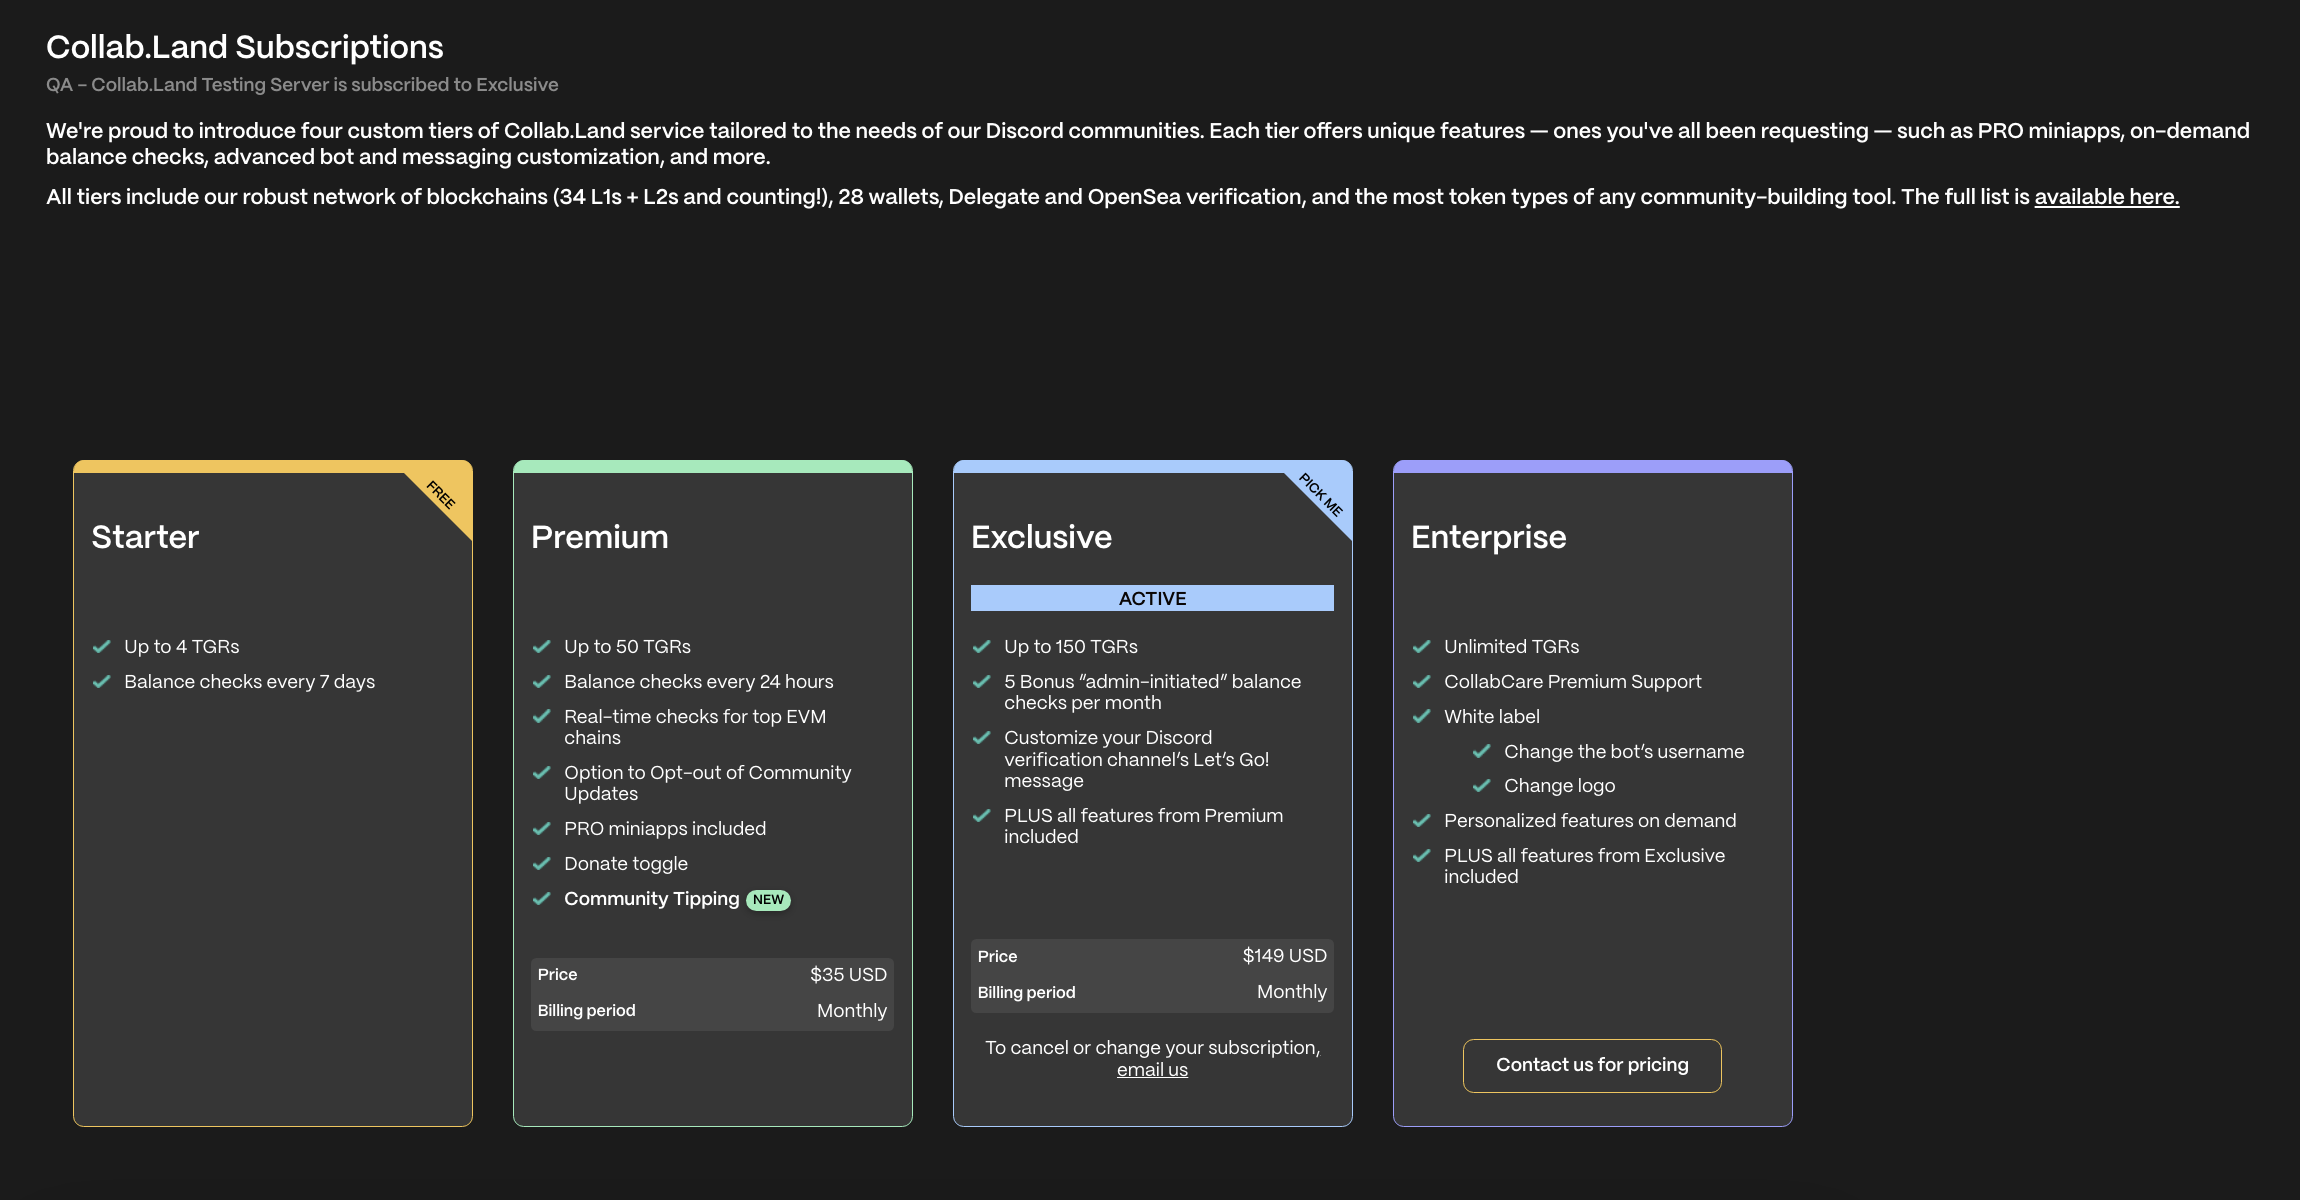 Collab.Land Subscriptions
QA - Collab.Land Testing Server is subscribed to Exclusive
We're proud to introduce four custom tiers of Collab.Land service tailored to the needs of our Discord communities. Each tier offers unique features — ones you've all been requesting — such as PRO miniapps, on-demand
balance checks, advanced bot and messaging customization, and more.
All tiers include our robust network of blockchains (34 L1s + L2s and counting!), 28 wallets, Delegate and OpenSea verification, and the most token types of any community-building tool. The full list is available here.
FREE
Starter
Up to 4 TGRs
Balance checks every 7 days
Premium
Up to 50 TGRs
Balance checks every 24 hours
Real-time checks for top EVM
chains
Option to Opt-out of Community
Updates
PRO miniapps included
Donate toggle
Community Tipping NEW
Price $35 USD
Billing period Monthly
PICK ME
Exclusive
ACTIVE
Up to 150 TGRs
5 Bonus “admin-initiated” balance
checks per month
Customize your Discord
verification channel’s Let’s Go!
message
PLUS all features from Premium
included
Price $149 USD
Billing period Monthly
To cancel or change your subscription,
email us
Enterprise
Unlimited TGRs
CollabCare Premium Support
White label
Change the bot’s username
Change logo
Personalized features on demand
PLUS all features from Exclusive
included
Contact us for pricing